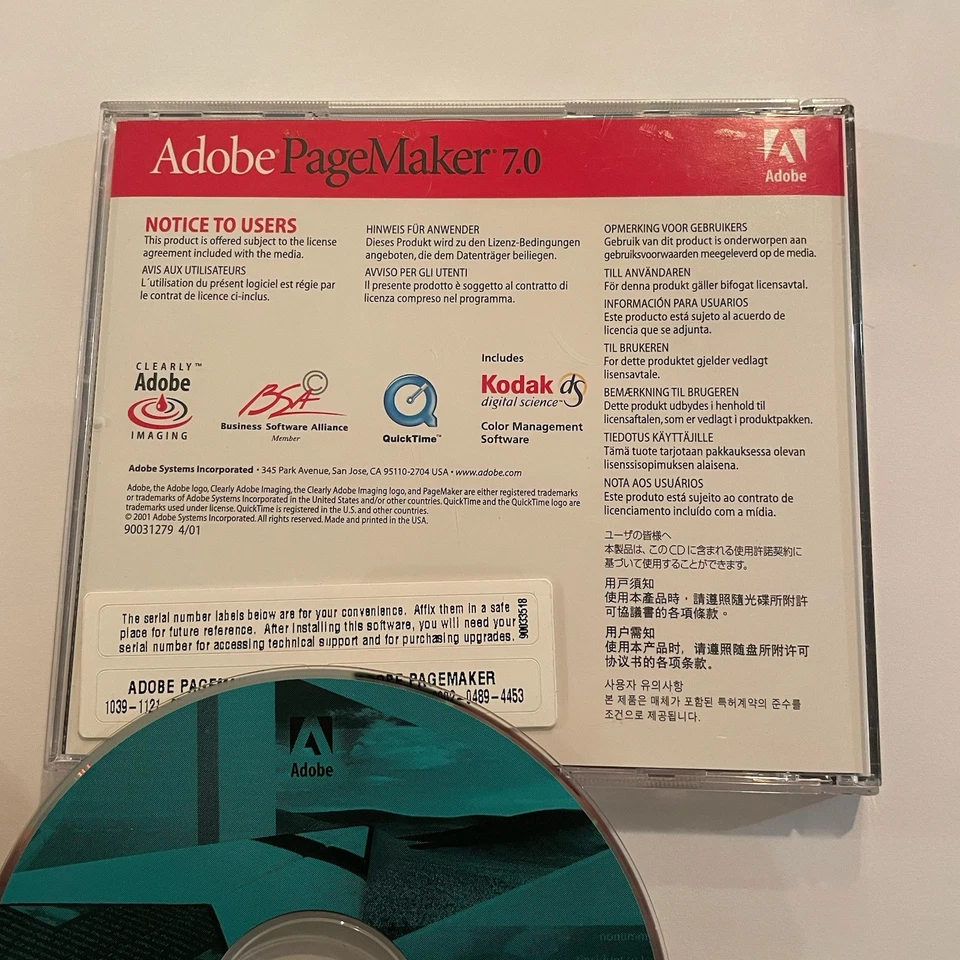 Adobe® PageMaker® 7.0
Adobe
NOTICE TO USERS
This product is offered subject to the license
agreement included with the media.
AVIS AUX UTILISATEURS
L´utilisation du présent logiciel est régie par
le contrat de licence ci-inclus.
HINWEIS FÜR ANWENDER
Dieses Produkt wird zu den Lizenz-Bedingungen
angeboten, die dem Datenträger beiliegen.
AVVISO PER GLI UTENTI
Il presente prodotto è soggetto al contratto di
licenza compreso nel programma.
OPMERKING VOOR GEBRUIKERS
Gebruik van dit product is onderworpen aan
gebruiksvoorwaarden meegeleverd op de media.
TILL ANVÄNDAREN
För denna produkt gäller bifogat licensavtal.
INFORMACIÓN PARA USUARIOS
Este producto está sujeto al acuerdo de
licencia que se adjunta.
TIL BRUKEREN
For dette produktet gjelder vedlagt
lisensavtale.
BEMÆRKNING TIL BRUGEREN
Dette produkt udbydes i henhold til
licensaftalen, som er vedlagt i produktpakken.
TIEDOTUS KÄYTTÄJILLE
Tämä tuote tarjotaan pakkauksessa olevan
lisenssisopimuksen alaisena.
NOTA AOS USUÁRIOS
Este produto está sujeito ao contrato de
licenciamento incluído com a mídia.
ユーザの皆様へ
本製品は、このCDに含まれる使用許諾契約に
基づいて使用することができます。
用戶須知
使用本產品時，請遵照隨光碟所附許
可協議書的各項條款。
用户需知
使用本产品时，请遵照随盘所附许可
协议书的各项条款。
사용자 유의사항
본 제품은 매체가 포함된 특허계약의 준수를
조건으로 제공됩니다.
CLEARLY™
Adobe
IMAGING
BSA ©
Business Software Alliance
Member
QuickTime™
Includes
Kodak ds
digital science™
Color Management
Software
Adobe Systems Incorporated • 345 Park Avenue, San Jose, CA 95110-2704 USA • www.adobe.com
Adobe, the Adobe logo, Clearly Adobe Imaging, the Clearly Adobe Imaging logo, and PageMaker are either registered trademarks
or trademarks of Adobe Systems Incorporated in the United States and/or other countries. QuickTime and the QuickTime logo are
trademarks used under license. QuickTime is registered in the U.S. and other countries.
© 2001 Adobe Systems Incorporated. All rights reserved. Made and printed in the USA.
90031279 4/01
The serial number labels below are for your convenience. Affix them in a safe
place for future reference. After installing this software, you will need your
serial number for accessing technical support and for purchasing upgrades.
90033518
ADOBE
PAGEMAKER
1039-1121
-0489-4453
Adobe